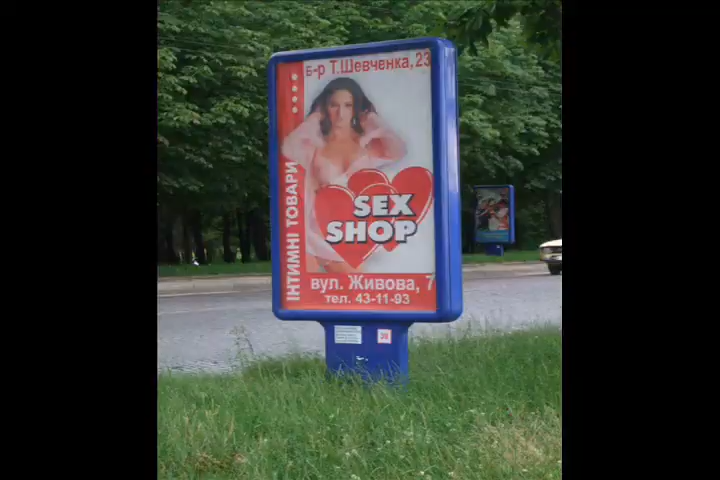 б-р Т.Шевченка, 23
ІНТИМНІ ТОВАРИ
SEX
SHOP
вул. Живова, 7
тел. 43-11-93